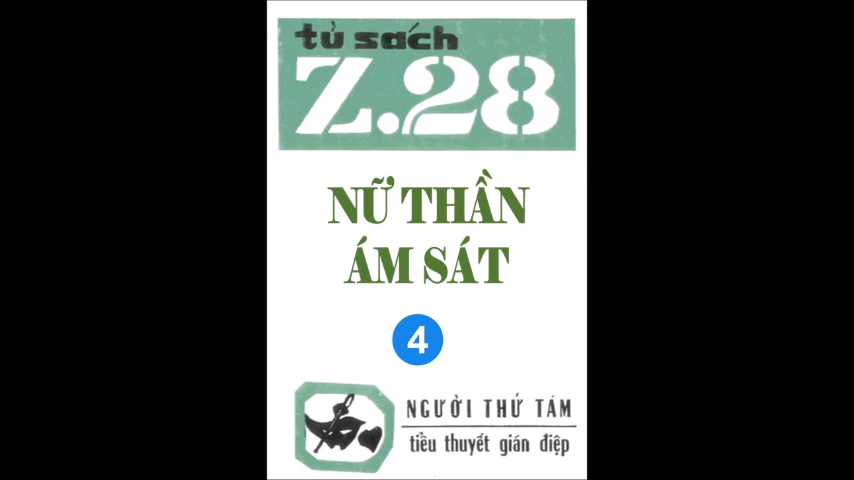 tủ sách
Z.28
NỮ THẦN
ÁM SÁT
4
NGƯỜI THỨ TÁM
tiểu thuyết gián điệp